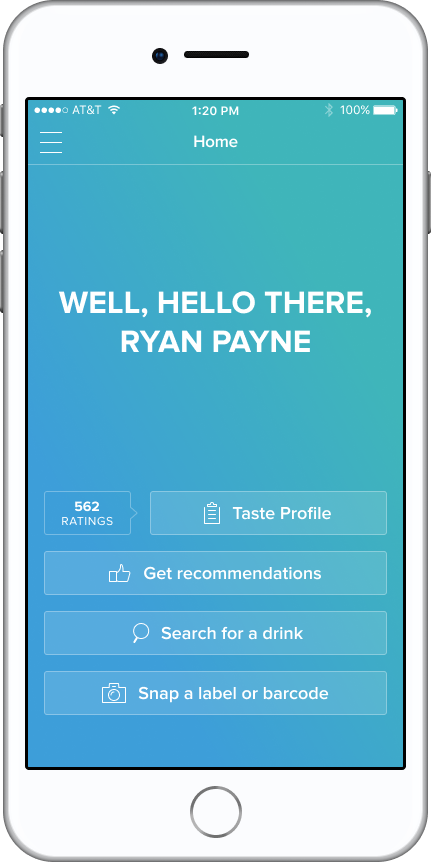 AT&T 1:20 PM 100%
Home
WELL, HELLO THERE,
RYAN PAYNE
562
RATINGS
Taste Profile
Get recommendations
Search for a drink
Snap a label or barcode